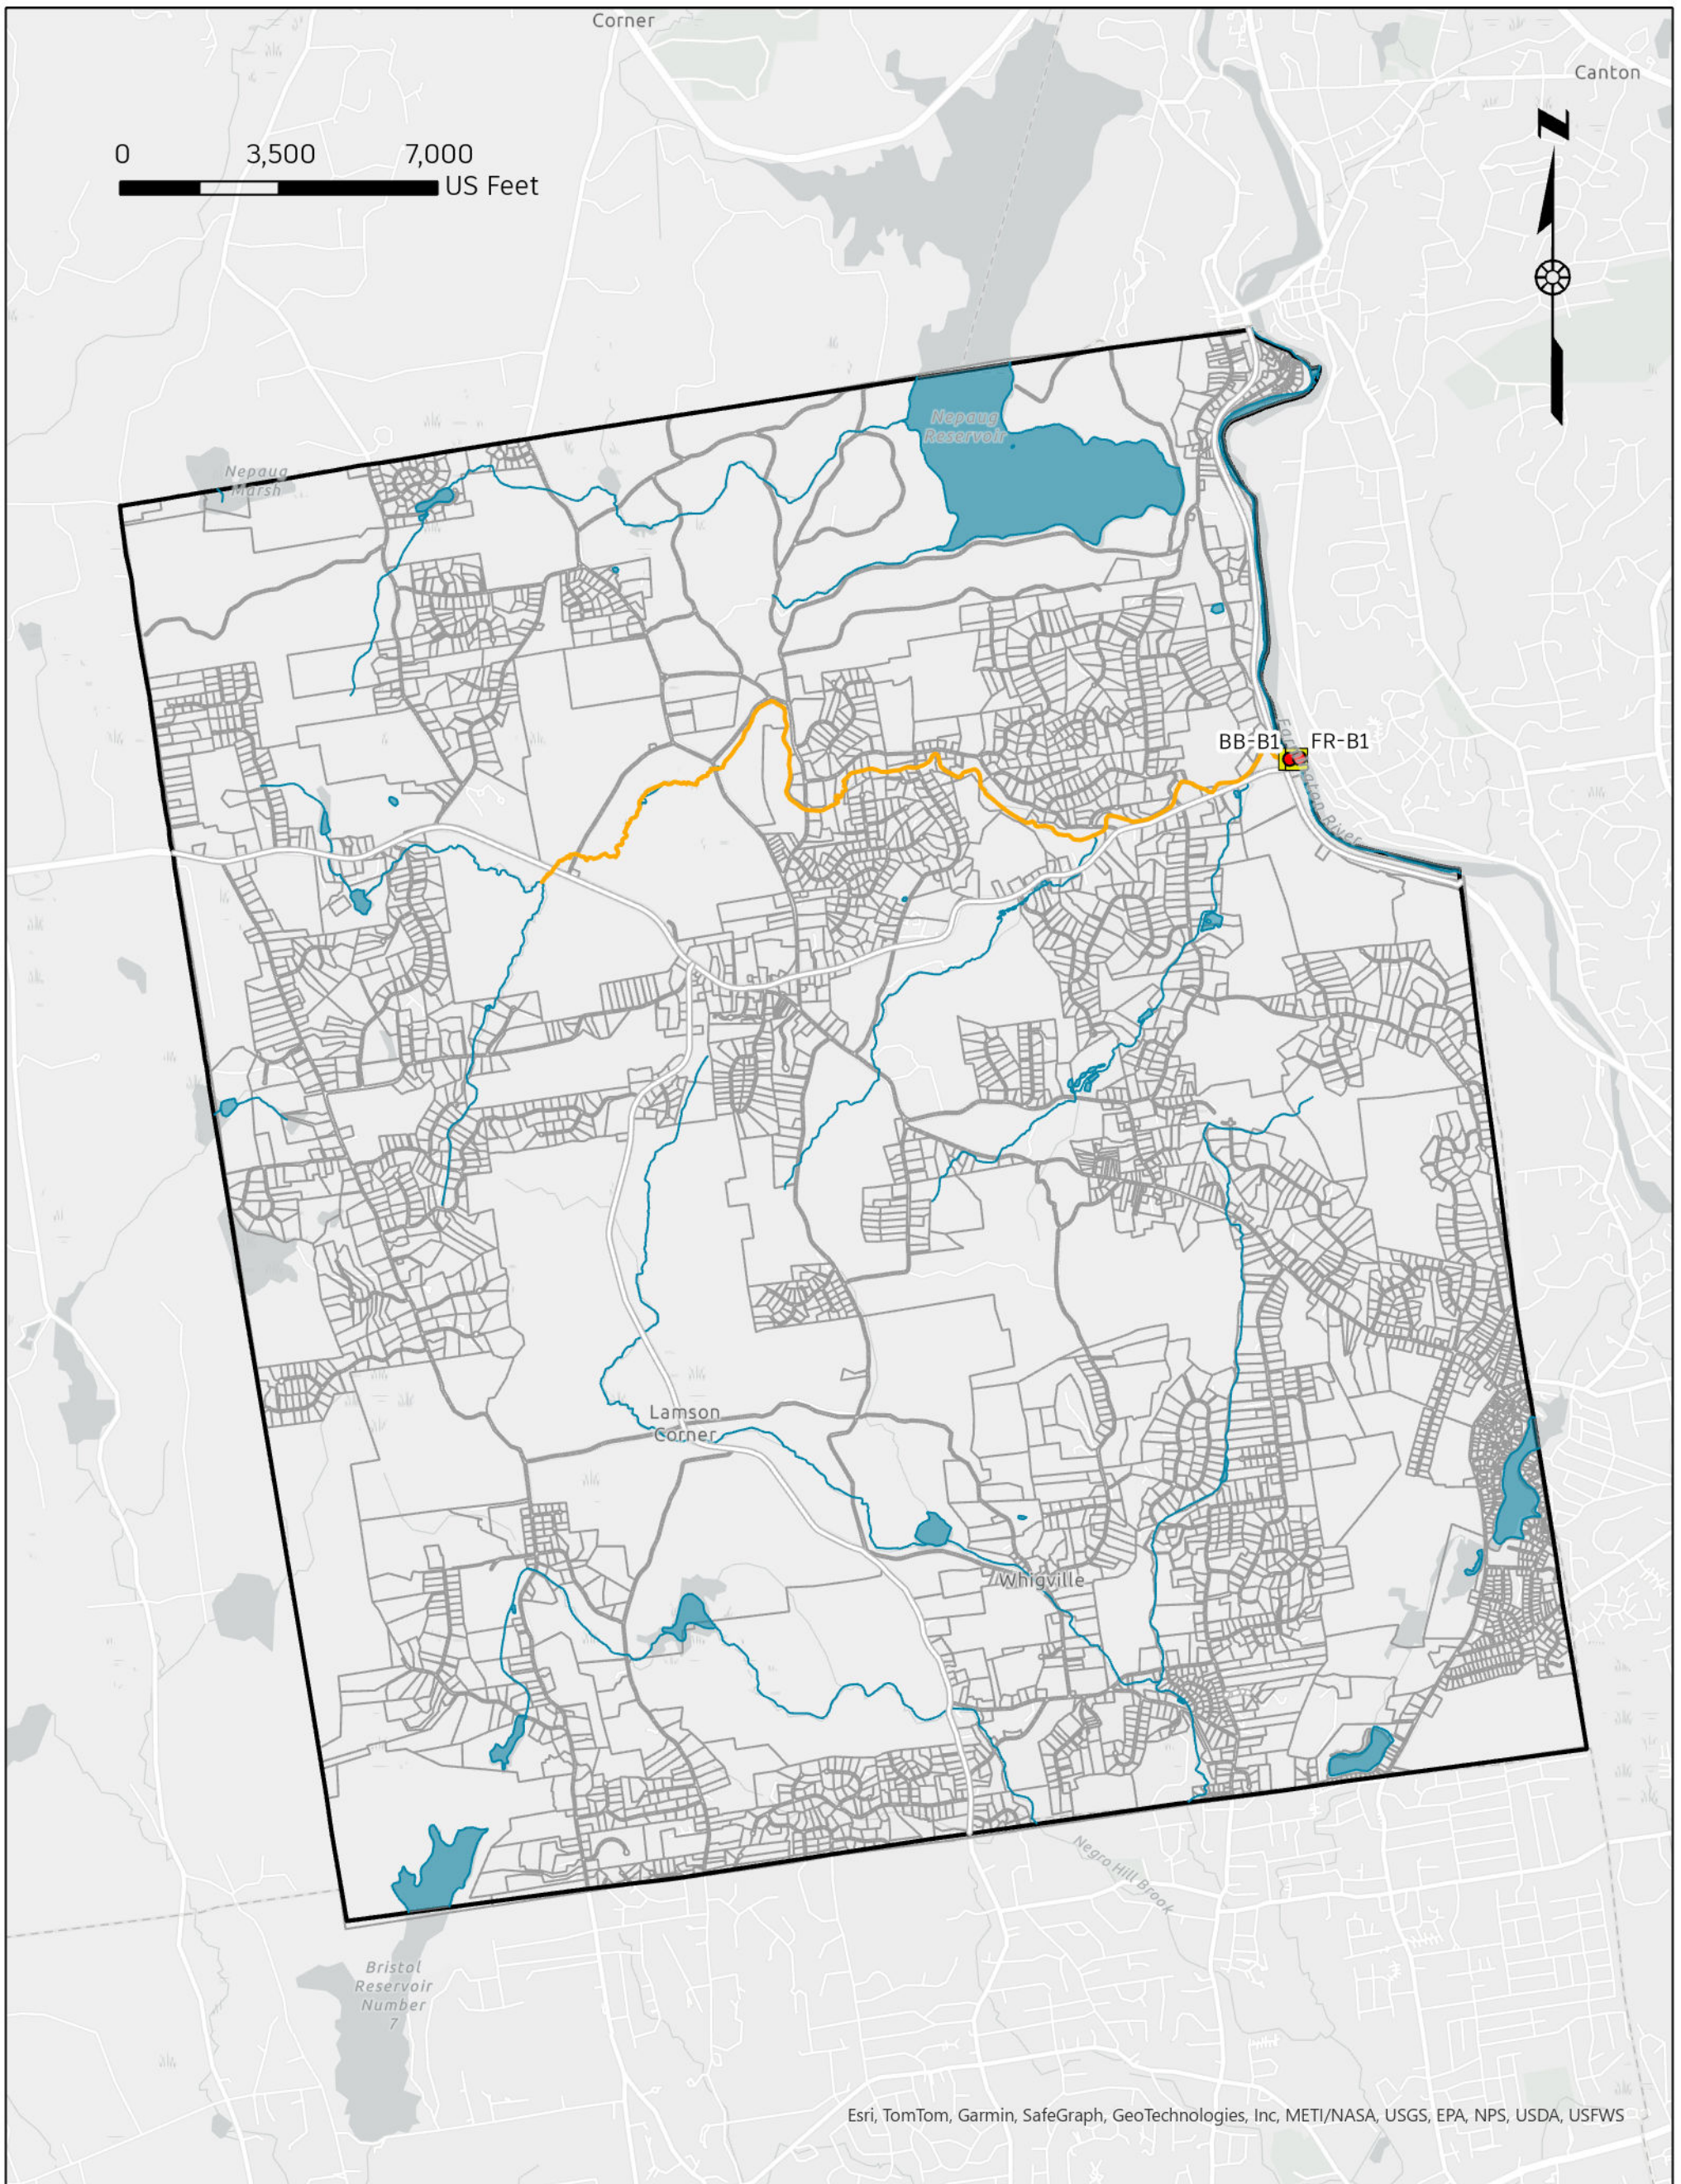 Corner
Canton
0 3,500 7,000
US Feet
N
Nepaug
Reservoir
Nepaug
Marsh
BB-B1 FR-B1
Farmington River
Lamson
Corner
Whigville
Negro Hill Brook
Bristol
Reservoir
Number
7
Esri, TomTom, Garmin, SafeGraph, GeoTechnologies, Inc, METI/NASA, USGS, EPA, NPS, USDA, USFWS